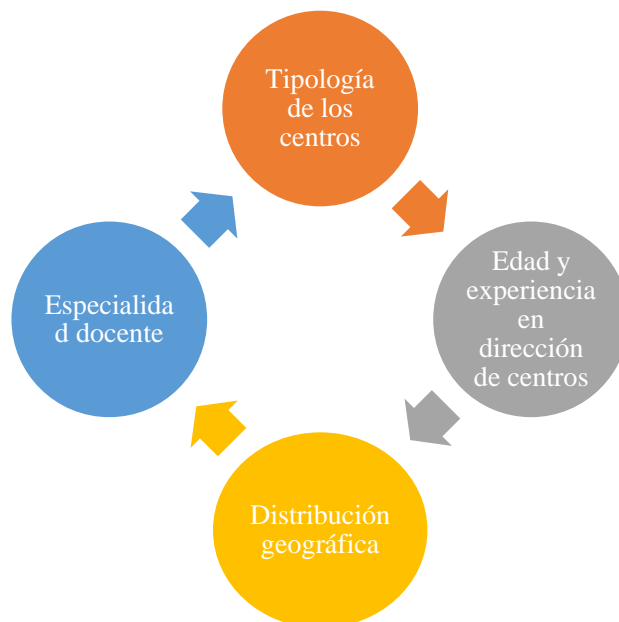 Tipología
de los
centros
Edad y
experiencia
en
dirección
de centros
Distribución
geográfica
Especialida
d docente